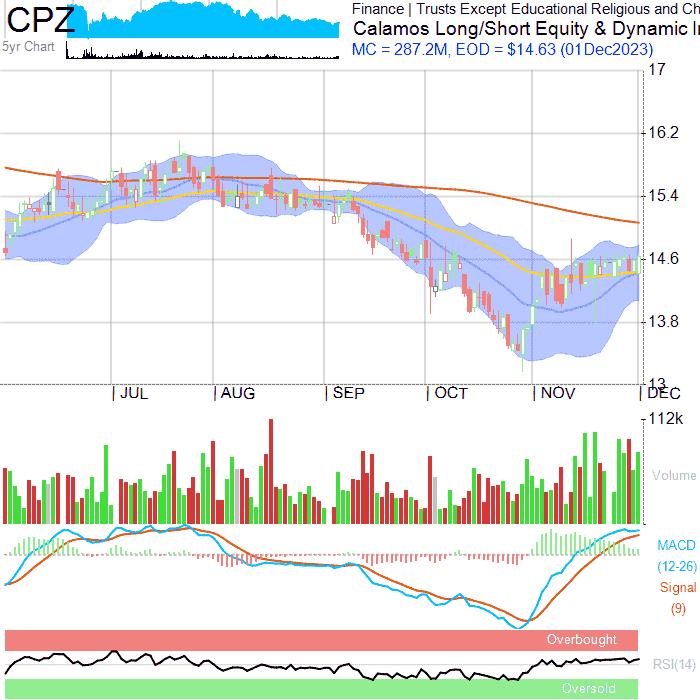 CPZ
5yr Chart
Finance | Trusts Except Educational Religious and Ch
Calamos Long/Short Equity & Dynamic In
MC = 287.2M, EOD = $14.63 (01Dec2023)
17
16.2
15.4
14.6
13.8
13
| JUL | AUG | SEP | OCT | NOV | DEC
112k
Volume
MACD
(12-26)
Signal
(9)
Overbought
RSI(14)
Oversold